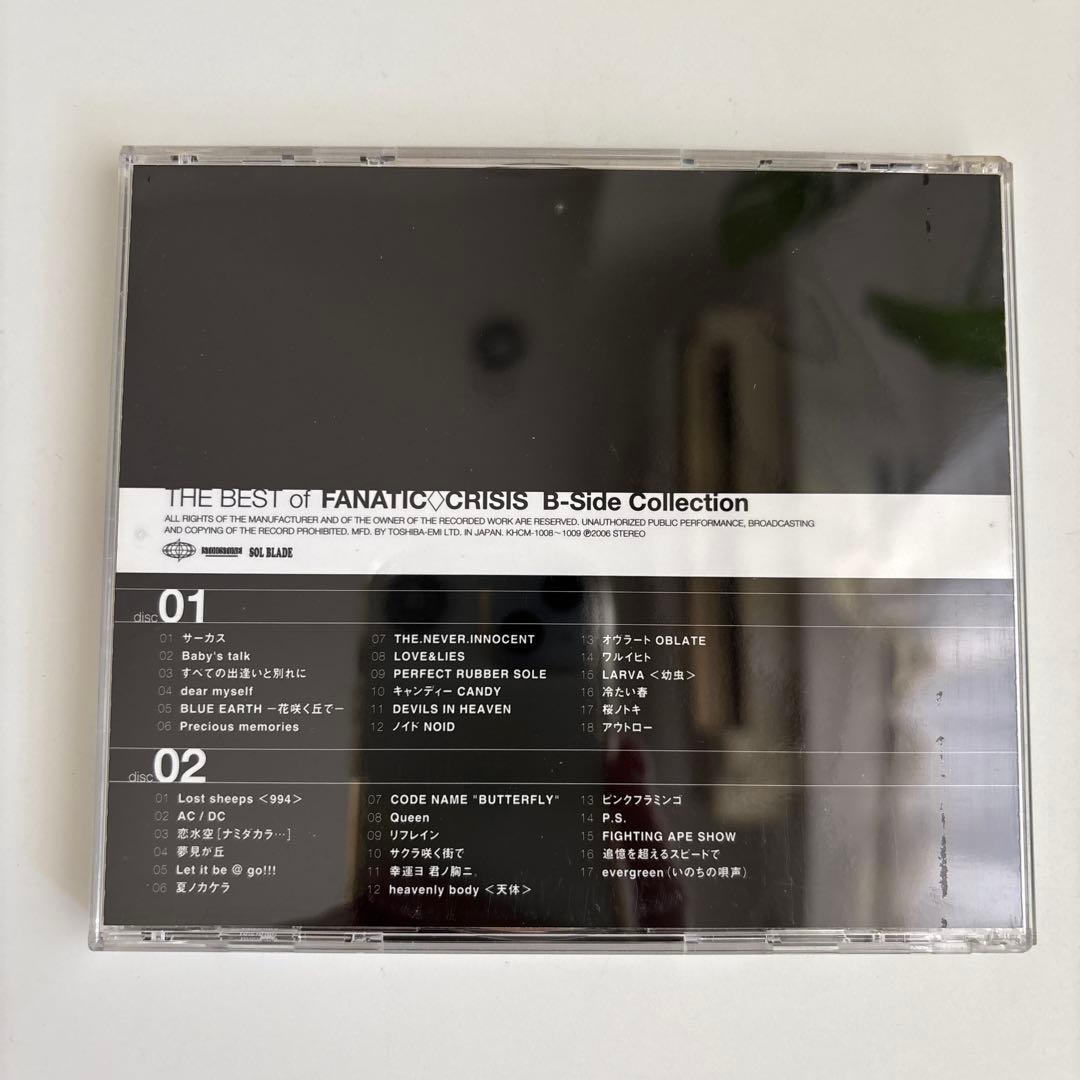 THE BEST of FANATIC◇CRISIS B-Side Collection
ALL RIGHTS OF THE MANUFACTURER AND OF THE OWNER OF THE RECORDED WORK ARE RESERVED. UNAUTHORIZED PUBLIC PERFORMANCE, BROADCASTING
AND COPYING OF THE RECORD PROHIBITED. MFD. BY TOSHIBA-EMI LTD. IN JAPAN. KHCM-1008~1009 ℗2006 STEREO
SOL BLADE
disc 01
01 サーカス
02 Baby's talk
03 すべての出逢いと別れに
04 dear myself
05 BLUE EARTH −花咲く丘で−
06 Precious memories
07 THE.NEVER.INNOCENT
08 LOVE&LIES
09 PERFECT RUBBER SOLE
10 キャンディー CANDY
11 DEVILS IN HEAVEN
12 ノイド NOID
13 オヴラート OBLATE
14 ワルイヒト
15 LARVA <幼虫>
16 冷たい春
17 桜ノトキ
18 アウトロー
disc 02
01 Lost sheeps <994>
02 AC / DC
03 恋水空[ナミダカラ…]
04 夢見が丘
05 Let it be @ go!!!
06 夏ノカケラ
07 CODE NAME "BUTTERFLY"
08 Queen
09 リフレイン
10 サクラ咲く街で
11 幸運ヨ 君ノ胸ニ
12 heavenly body <天体>
13 ピンクフラミンゴ
14 P.S.
15 FIGHTING APE SHOW
16 追憶を超えるスピードで
17 evergreen(いのちの唄声)